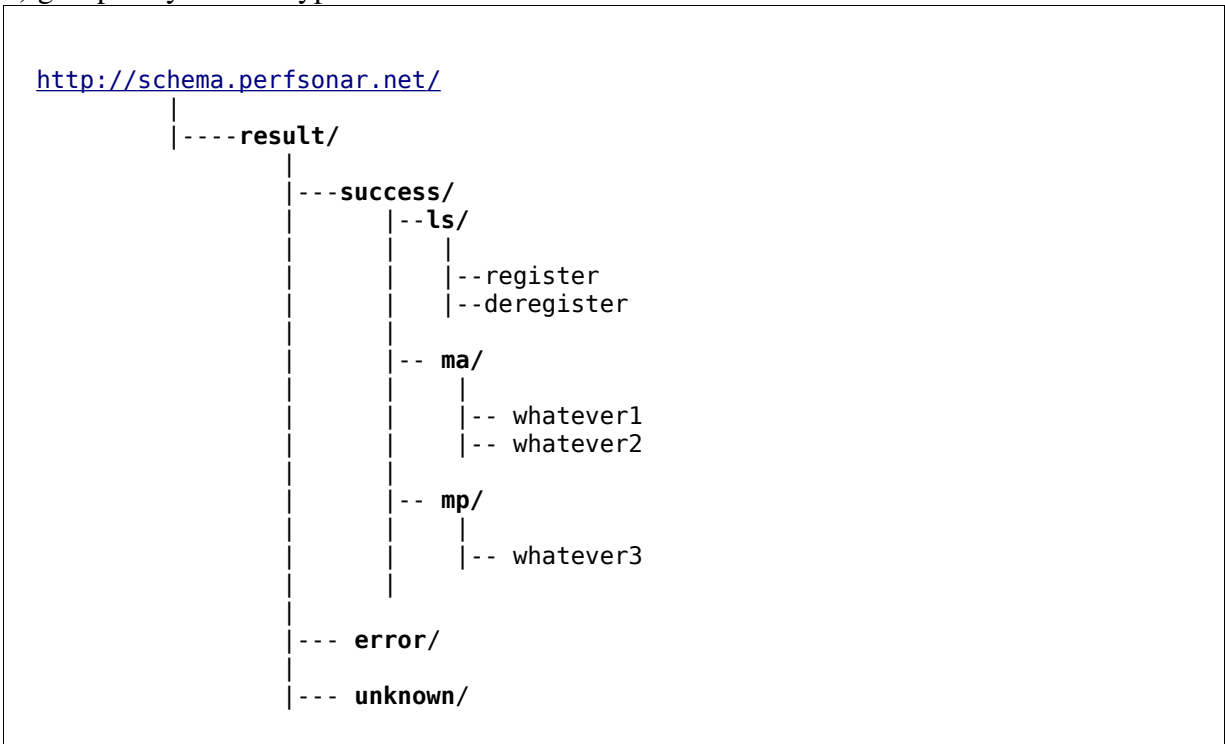 http://schema.perfsonar.net/
|
|----result/
|
|---success/
| |--ls/
| | |
| | |--register
| | |--deregister
| |
| |-- ma/
| | |
| | |-- whatever1
| | |-- whatever2
| |
| |-- mp/
| | |
| | |-- whatever3
| |
|
|--- error/
|
|--- unknown/